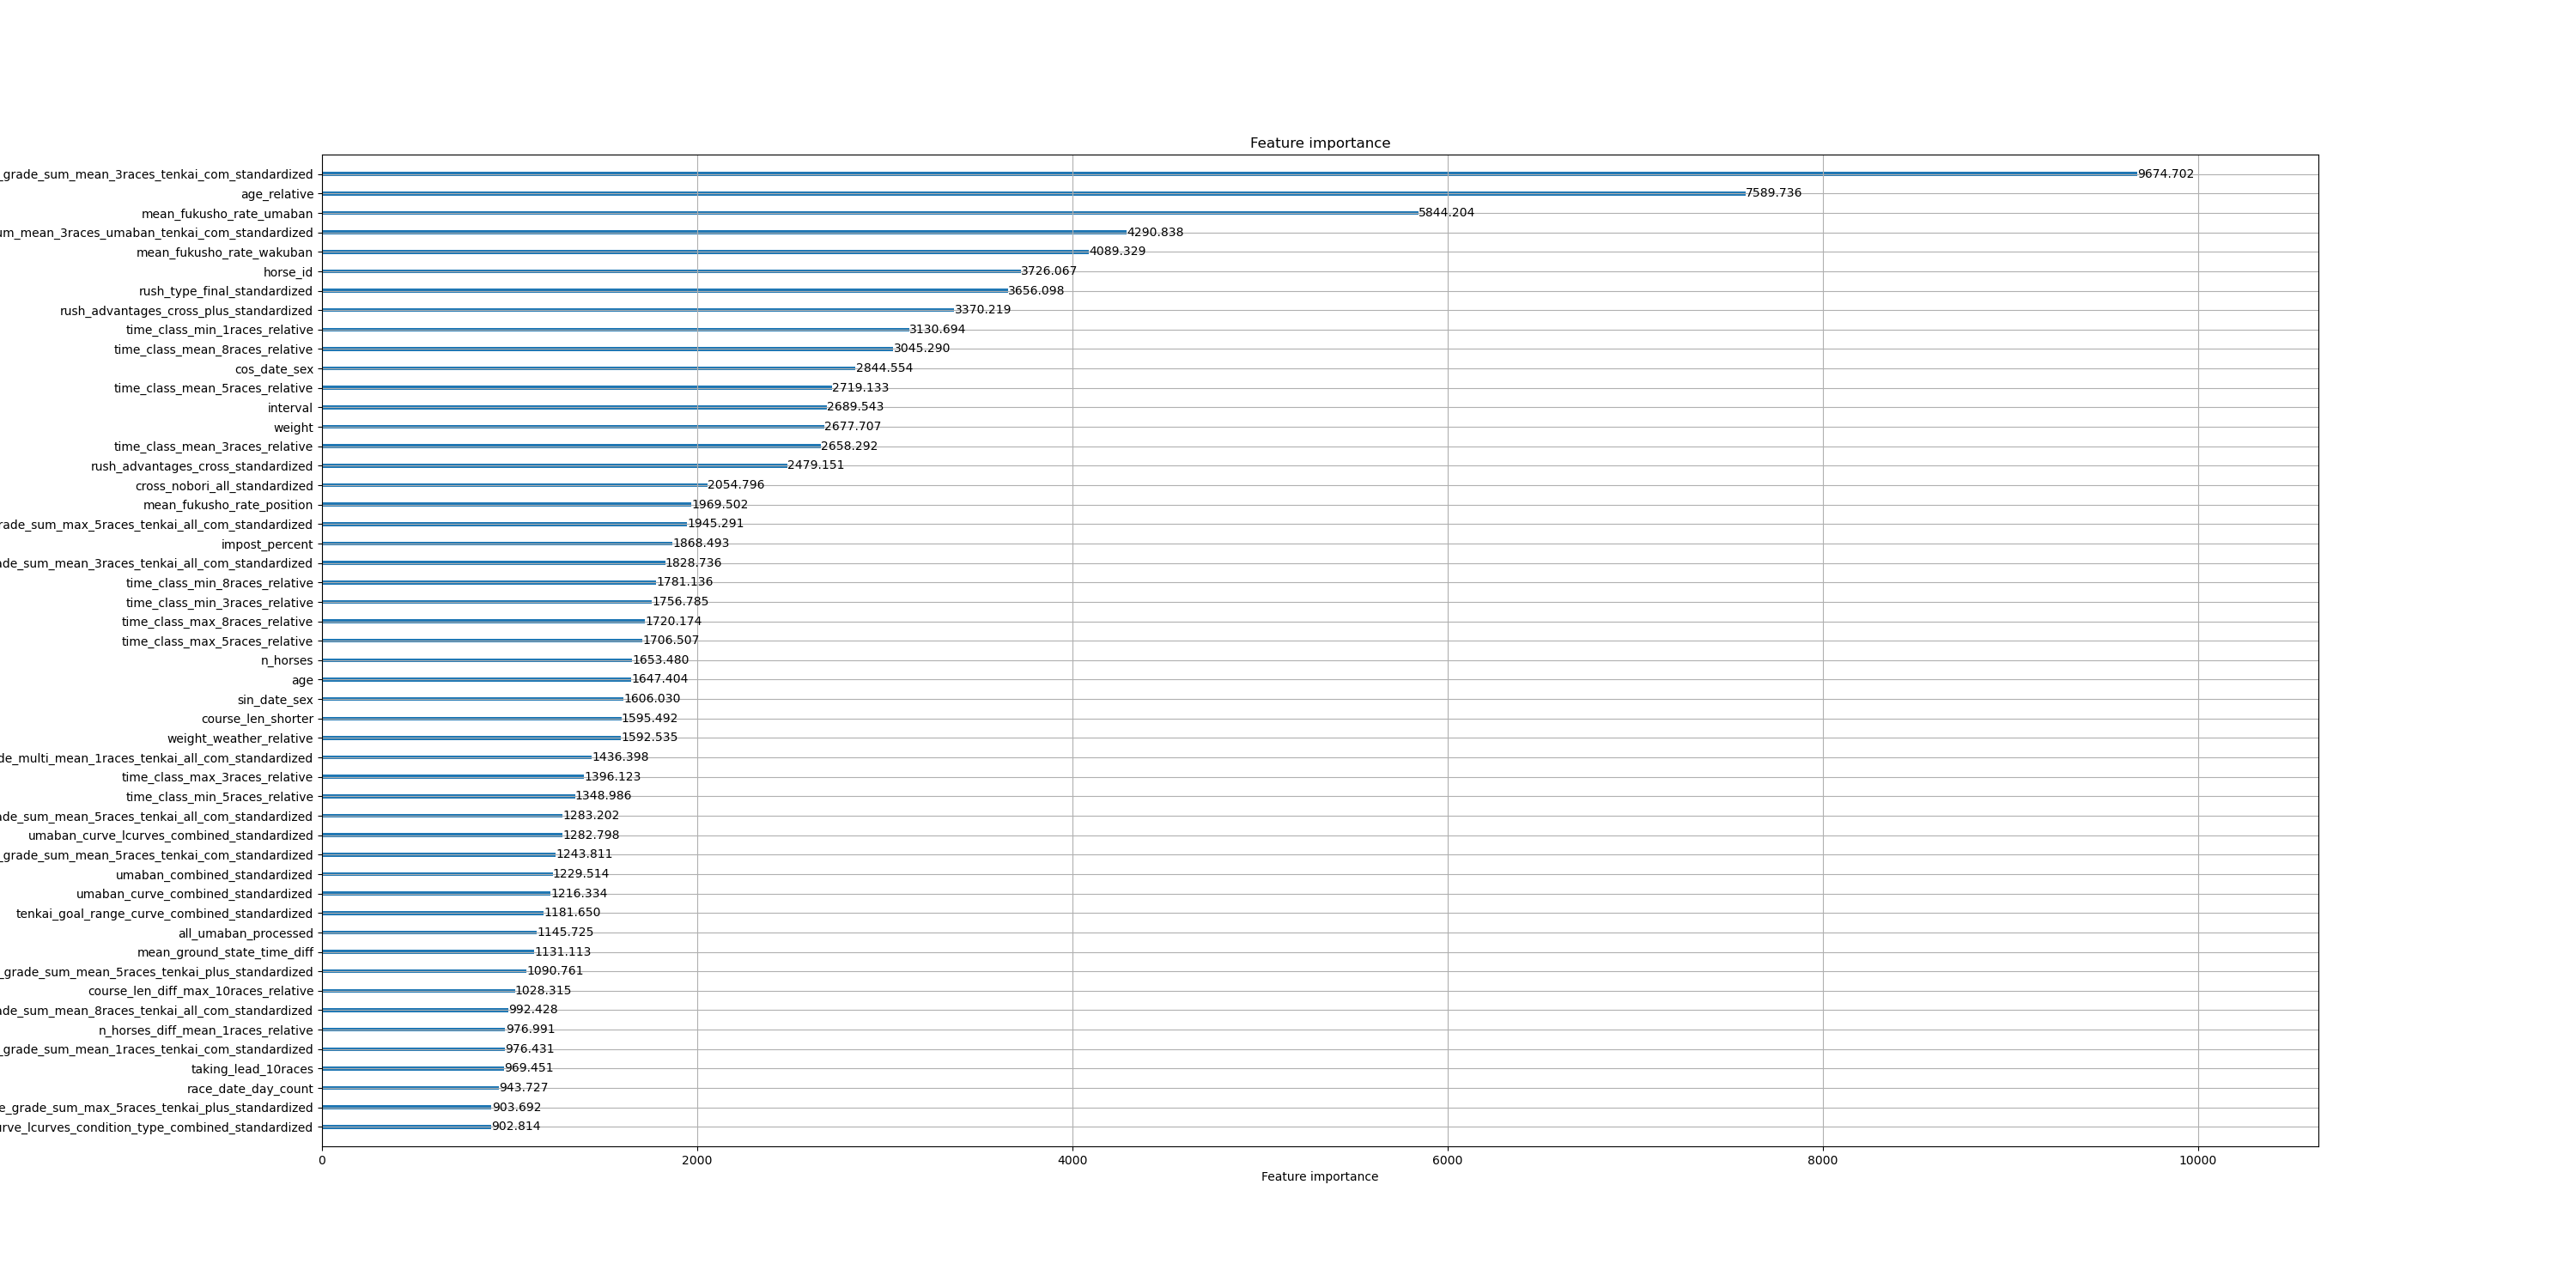 Feature importance
_grade_sum_mean_3races_tenkai_com_standardized 9674.702
age_relative 7589.736
mean_fukusho_rate_umaban 5844.204
um_mean_3races_umaban_tenkai_com_standardized 4290.838
mean_fukusho_rate_wakuban 4089.329
horse_id 3726.067
rush_type_final_standardized 3656.098
rush_advantages_cross_plus_standardized 3370.219
time_class_min_1races_relative 3130.694
time_class_mean_8races_relative 3045.290
cos_date_sex 2844.554
time_class_mean_5races_relative 2719.133
interval 2689.543
weight 2677.707
time_class_mean_3races_relative 2658.292
rush_advantages_cross_standardized 2479.151
cross_nobori_all_standardized 2054.796
mean_fukusho_rate_position 1969.502
rade_sum_max_5races_tenkai_all_com_standardized 1945.291
impost_percent 1868.493
ade_sum_mean_3races_tenkai_all_com_standardized 1828.736
time_class_min_8races_relative 1781.136
time_class_min_3races_relative 1756.785
time_class_max_8races_relative 1720.174
time_class_max_5races_relative 1706.507
n_horses 1653.480
age 1647.404
sin_date_sex 1606.030
course_len_shorter 1595.492
weight_weather_relative 1592.535
de_multi_mean_1races_tenkai_all_com_standardized 1436.398
time_class_max_3races_relative 1396.123
time_class_min_5races_relative 1348.986
ade_sum_mean_5races_tenkai_all_com_standardized 1283.202
umaban_curve_lcurves_combined_standardized 1282.798
_grade_sum_mean_5races_tenkai_com_standardized 1243.811
umaban_combined_standardized 1229.514
umaban_curve_combined_standardized 1216.334
tenkai_goal_range_curve_combined_standardized 1181.650
all_umaban_processed 1145.725
mean_ground_state_time_diff 1131.113
_grade_sum_mean_5races_tenkai_plus_standardized 1090.761
course_len_diff_max_10races_relative 1028.315
ade_sum_mean_8races_tenkai_all_com_standardized 992.428
n_horses_diff_mean_1races_relative 976.991
_grade_sum_mean_1races_tenkai_com_standardized 976.431
taking_lead_10races 969.451
race_date_day_count 943.727
e_grade_sum_max_5races_tenkai_plus_standardized 903.692
urve_lcurves_condition_type_combined_standardized 902.814
0 2000 4000 6000 8000 10000
Feature importance